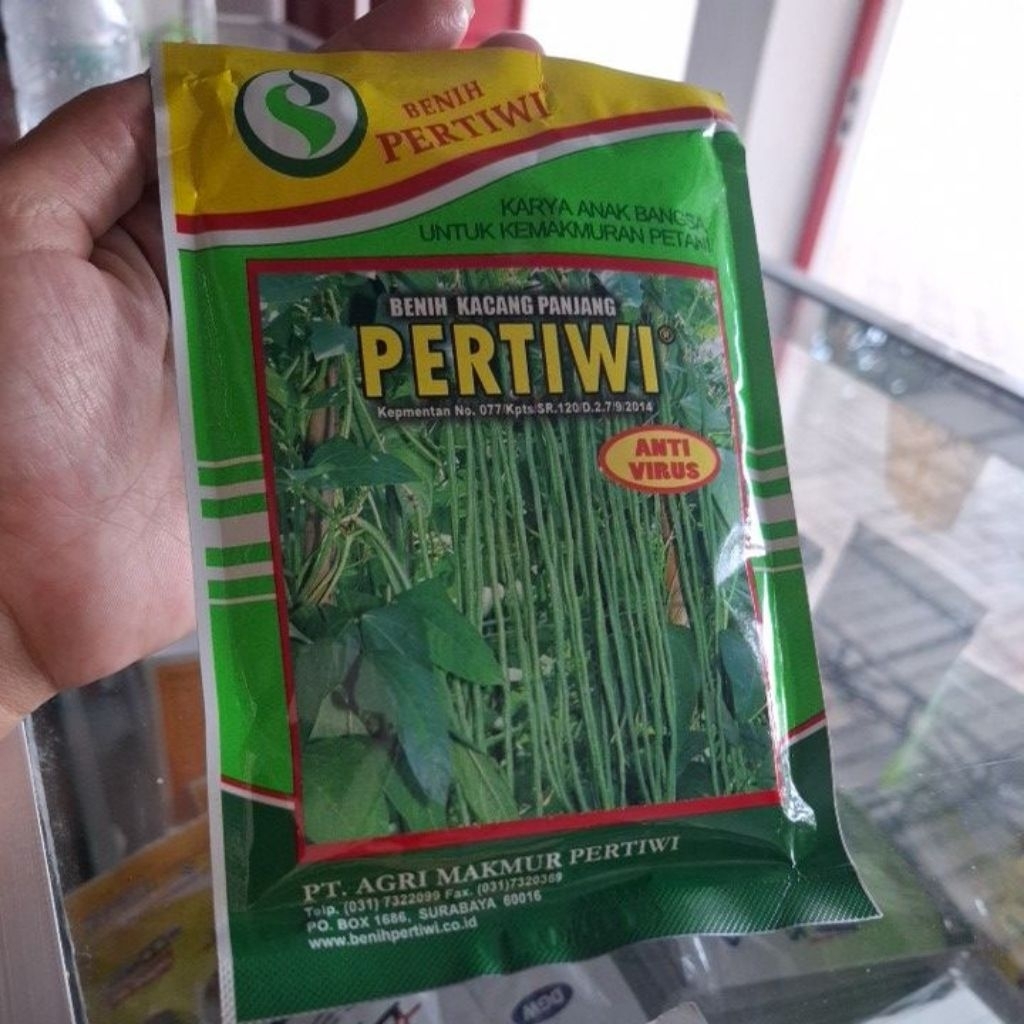 BENIH
PERTIWI®
KARYA ANAK BANGSA
UNTUK KEMAKMURAN PETANI
BENIH KACANG PANJANG
PERTIWI®
Kepmentan No. 077/Kpts/SR.120/D.2.7/9/2014
ANTI
VIRUS
PT. AGRI MAKMUR PERTIWI
Telp. (031) 7322099 Fax. (031)7320369
PO. BOX 1686, SURABAYA 60016
www.benihpertiwi.co.id
DGW